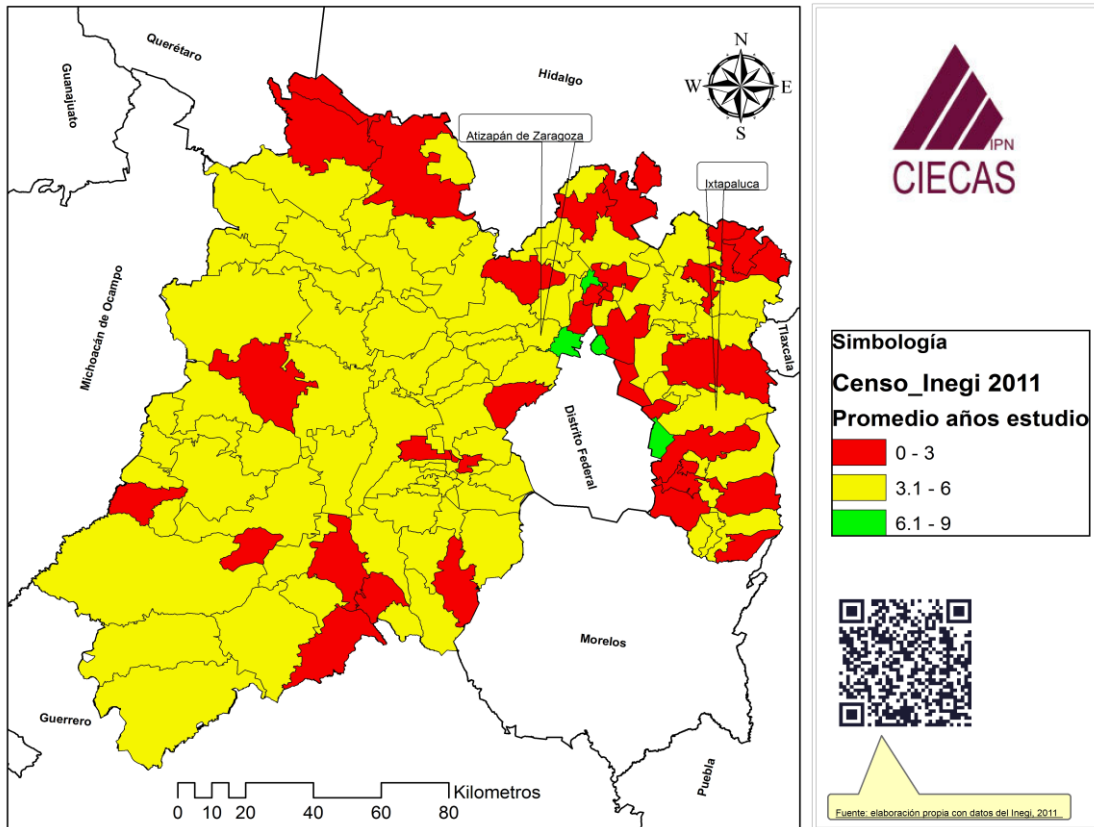 Querétaro
Guanajuato
Hidalgo
N
W E
S
Atizapán de Zaragoza
Ixtapaluca
Michoacán de Ocampo
Tlaxcala
Distrito Federal
Morelos
Guerrero
Puebla
Kilometros
0 10 20 40 60 80
IPN
CIECAS
Simbología
Censo_Inegi 2011
Promedio años estudio
0 - 3
3.1 - 6
6.1 - 9
Fuente: elaboración propia con datos del Inegi, 2011